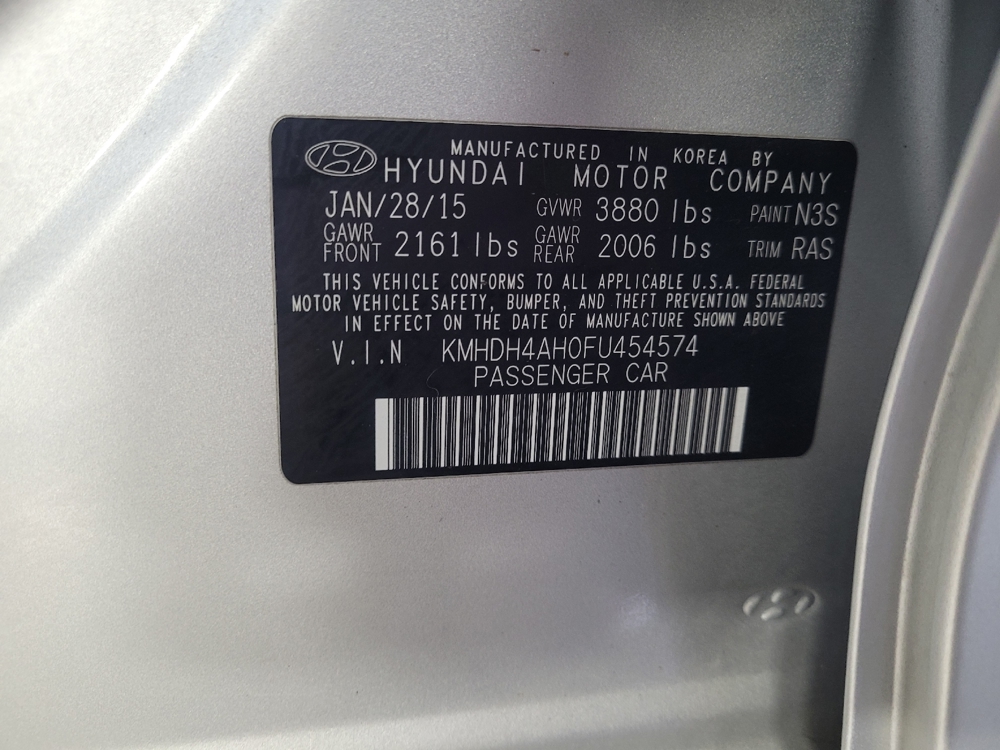 MANUFACTURED IN KOREA BY
HYUNDAI MOTOR COMPANY
JAN/28/15 GVWR 3880 lbs PAINT N3S
GAWR FRONT 2161 lbs GAWR REAR 2006 lbs TRIM RAS
THIS VEHICLE CONFORMS TO ALL APPLICABLE U.S.A. FEDERAL
MOTOR VEHICLE SAFETY, BUMPER, AND THEFT PREVENTION STANDARDS
IN EFFECT ON THE DATE OF MANUFACTURE SHOWN ABOVE
V.I.N KMHDH4AH0FU454574
PASSENGER CAR